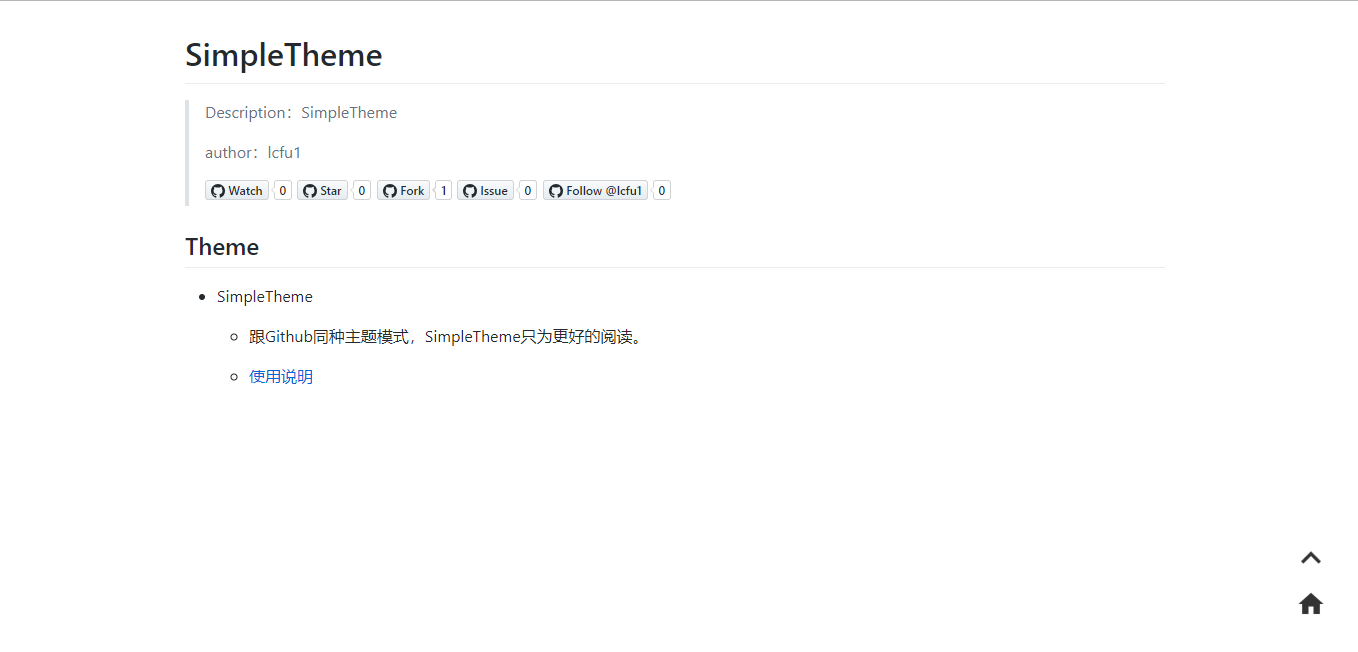 SimpleTheme
Description：SimpleTheme
author：lcfu1
Watch 0 Star 0 Fork 1 Issue 0 Follow @lcfu1 0
Theme
SimpleTheme
跟Github同种主题模式，SimpleTheme只为更好的阅读。
使用说明